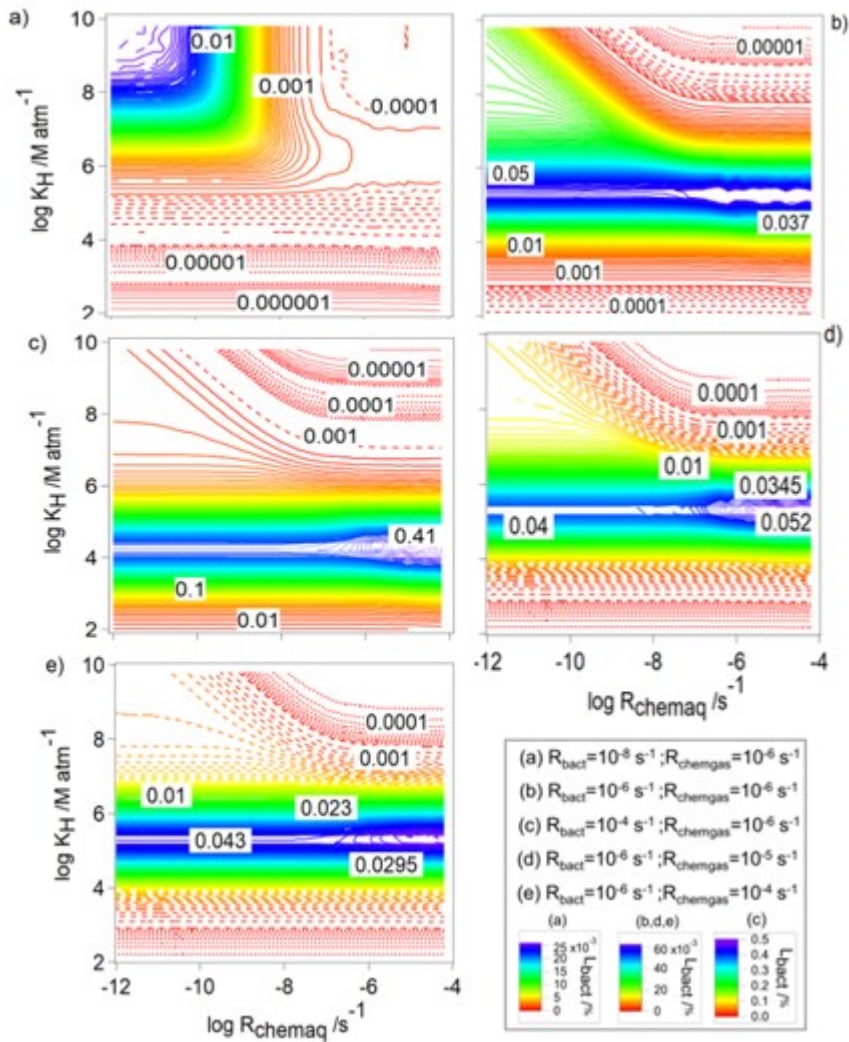 a)
10
8
6
4
2
log K_H /M atm⁻¹
0.01
0.001
0.0001
0.00001
0.000001
b)
0.00001
0.05
0.037
0.01
0.001
0.0001
c)
10
8
6
4
2
log K_H /M atm⁻¹
0.00001
0.0001
0.001
0.41
0.1
0.01
d)
0.0001
0.001
0.01
0.0345
0.04
0.052
-12 -10 -8 -6 -4
log R_chemaq /s⁻¹
e)
10
8
6
4
2
log K_H /M atm⁻¹
0.0001
0.001
0.01
0.023
0.043
0.0295
-10 -8 -6 -4
log R_chemaq /s⁻¹
(a) R_bact=10⁻⁸ s⁻¹ ;R_chemgas=10⁻⁶ s⁻¹
(b) R_bact=10⁻⁶ s⁻¹ ;R_chemgas=10⁻⁶ s⁻¹
(c) R_bact=10⁻⁴ s⁻¹ ;R_chemgas=10⁻⁶ s⁻¹
(d) R_bact=10⁻⁶ s⁻¹ ;R_chemgas=10⁻⁵ s⁻¹
(e) R_bact=10⁻⁶ s⁻¹ ;R_chemgas=10⁻⁴ s⁻¹
(a) (b,d,e) (c)
25 x10⁻³
20
15
10
5
0
L_bact /%
60 x10⁻³
40
20
0
L_bact /%
0.5
0.4
0.3
0.2
0.1
0.0
L_bact /%